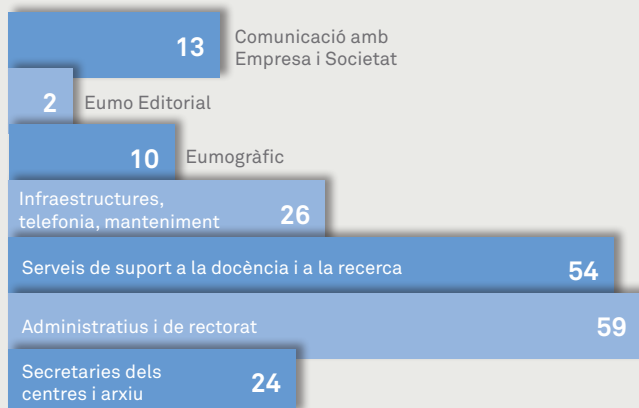 13
Comunicació amb
Empresa i Societat
2
Eumo Editorial
10
Eumogràfic
Infraestructures,
telefonia, manteniment
26
Serveis de suport a la docència i a la recerca
54
Administratius i de rectorat
59
Secretaries dels
centres i arxiu
24